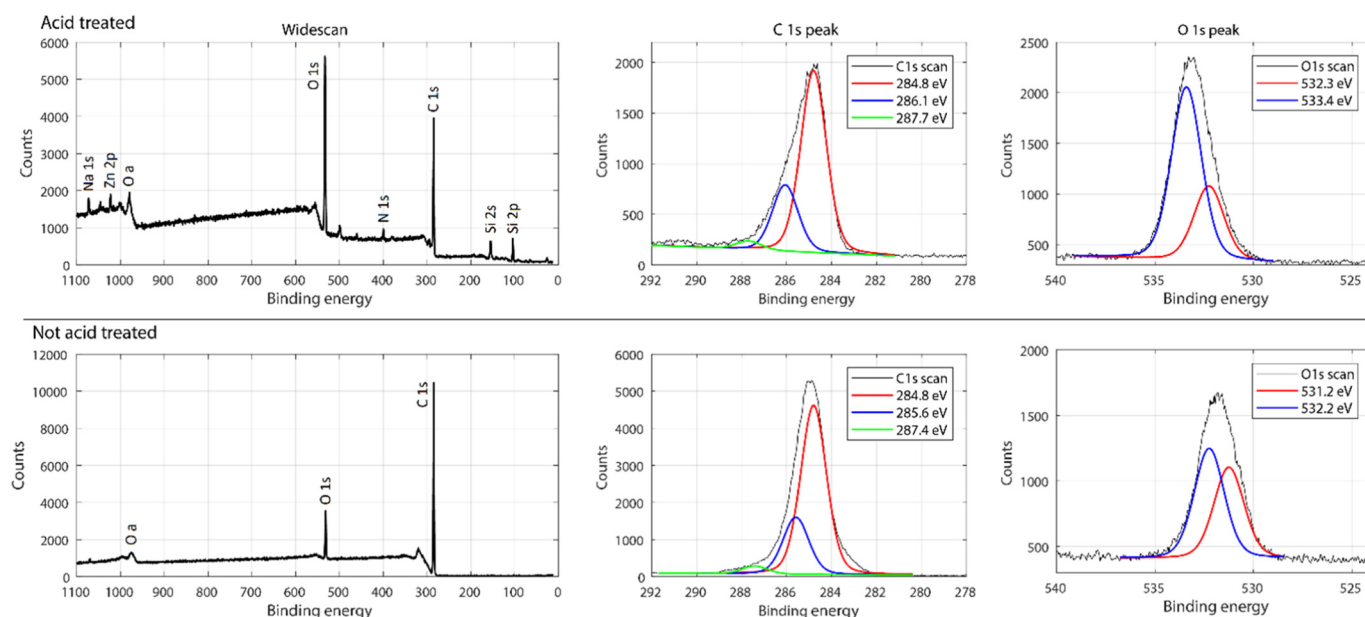 Acid treated
Widescan
C 1s peak
O 1s peak
6000
5000
4000
3000
2000
1000
0
Counts
Na 1s
Zn 2p
O a
O 1s
N 1s
C 1s
Si 2s
Si 2p
1100 1000 900 800 700 600 500 400 300 200 100 0
Binding energy
2000
1500
1000
500
0
Counts
C1s scan
284.8 eV
286.1 eV
287.7 eV
292 290 288 286 284 282 280 278
Binding energy
2500
2000
1500
1000
500
Counts
O1s scan
532.3 eV
533.4 eV
540 535 530 525
Binding energy
Not acid treated
12000
10000
8000
6000
4000
2000
0
Counts
O a
O 1s
C 1s
1100 1000 900 800 700 600 500 400 300 200 100 0
Binding energy
6000
5000
4000
3000
2000
1000
0
Counts
C1s scan
284.8 eV
285.6 eV
287.4 eV
292 290 288 286 284 282 280 278
Binding energy
2000
1500
1000
500
Counts
O1s scan
531.2 eV
532.2 eV
540 535 530 525
Binding energy